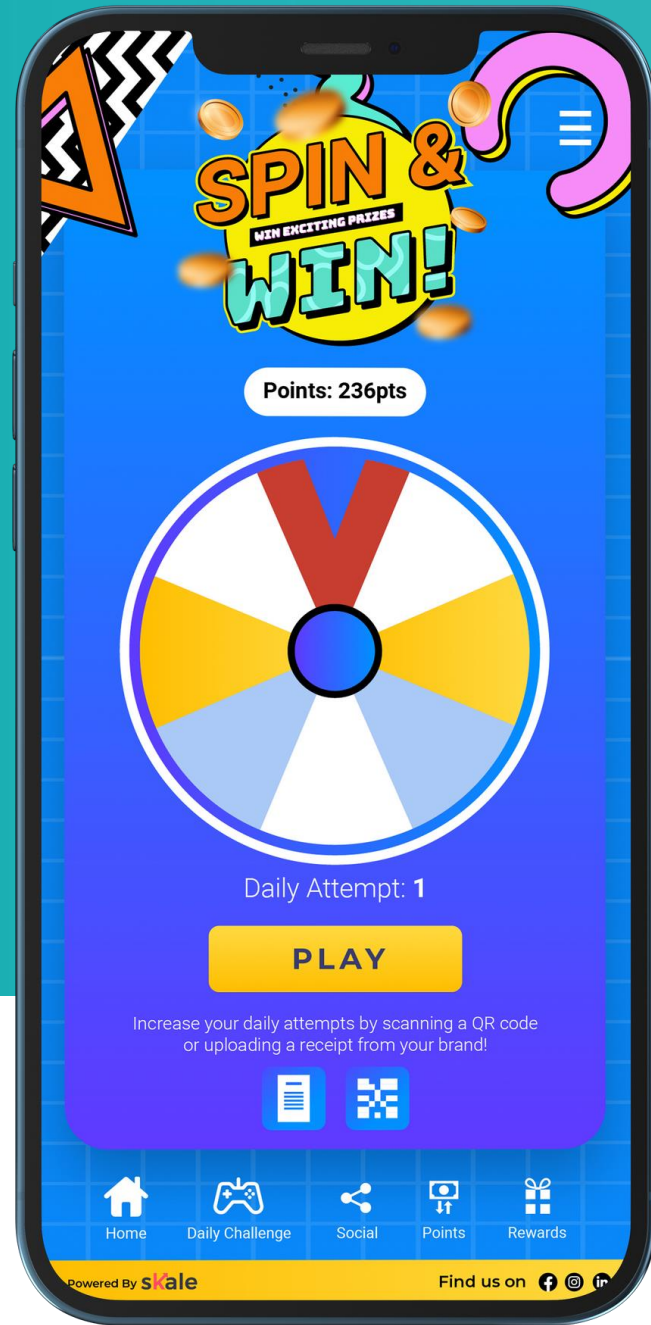 SPIN &
WIN EXCITING PRIZES
WIN!
Points: 236pts
Daily Attempt: 1
PLAY
Increase your daily attempts by scanning a QR code
or uploading a receipt from your brand!
Home Daily Challenge Social Points Rewards
Powered By sKale Find us on